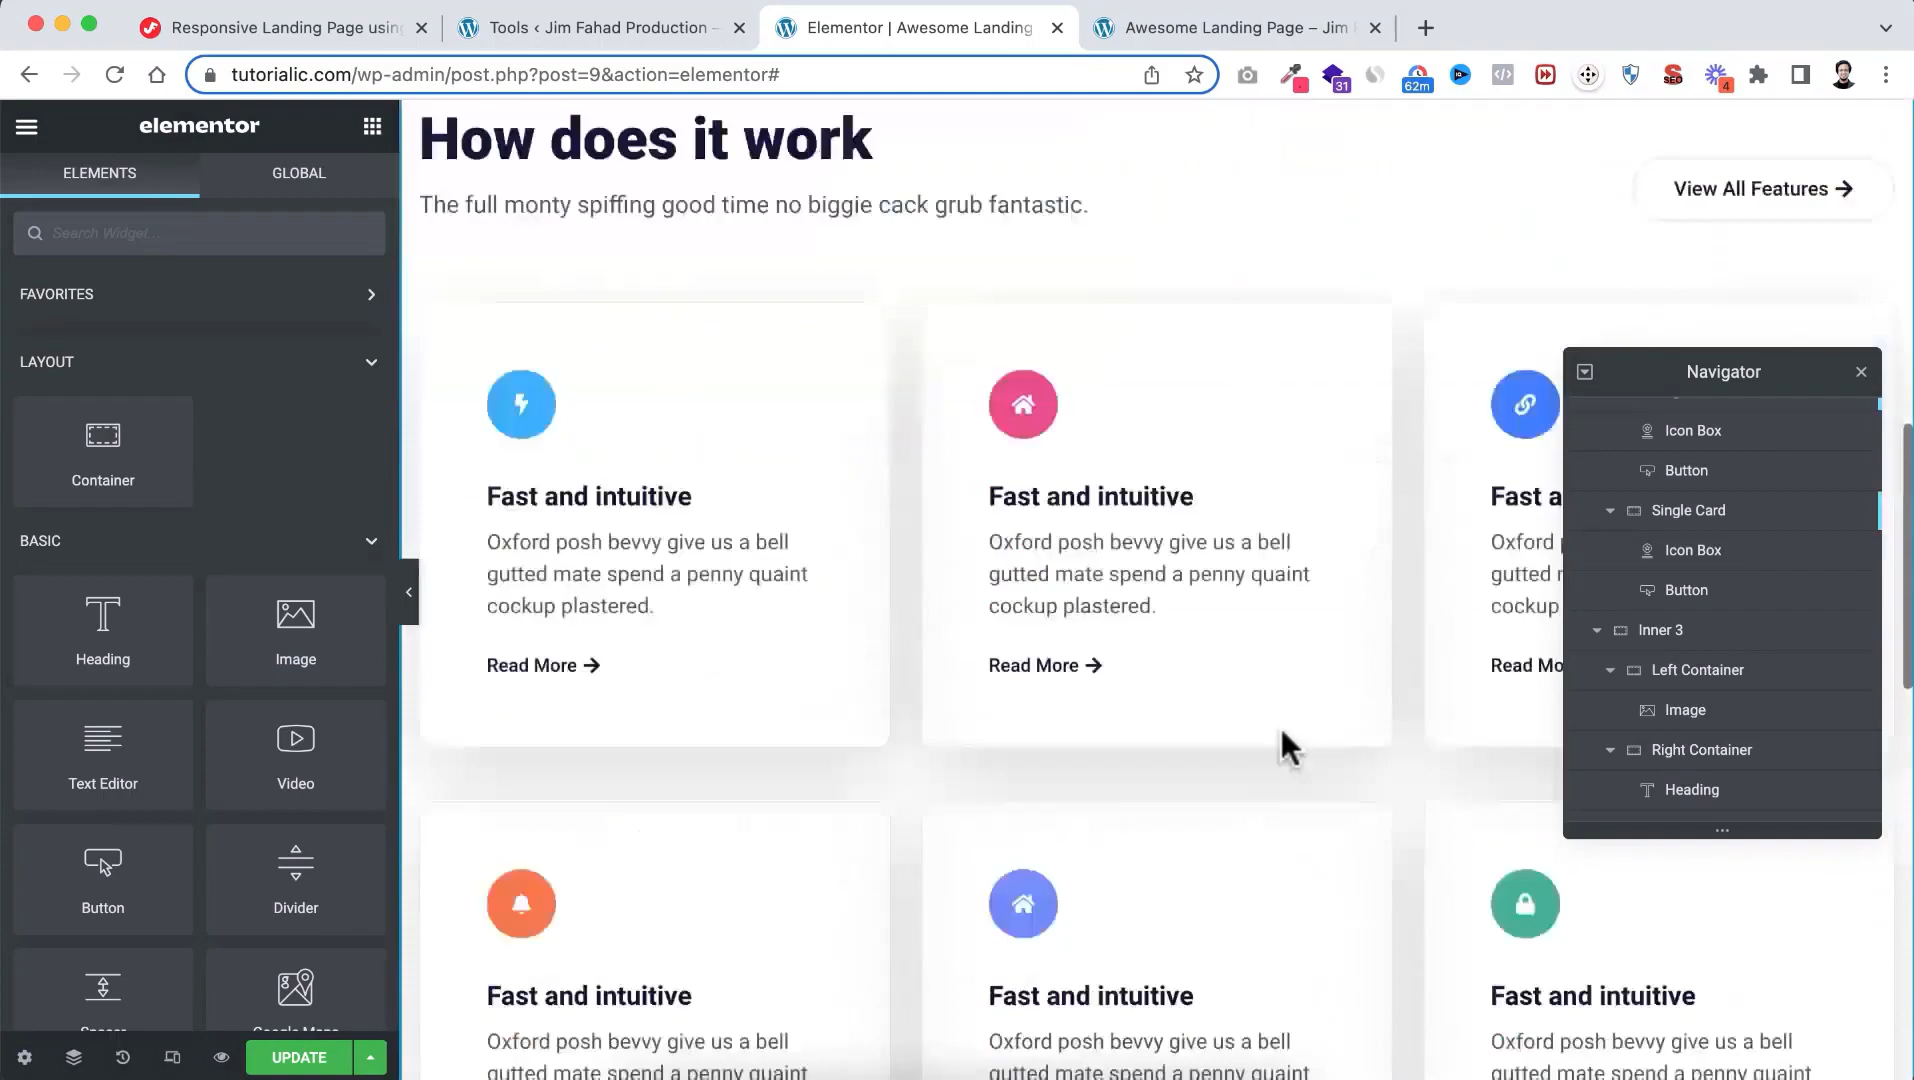 Responsive Landing Page using
Tools ‹ Jim Fahad Production –
Elementor | Awesome Landing
Awesome Landing Page – Jim
tutorialic.com/wp-admin/post.php?post=9&action=elementor#
31
62m
SEO
4
elementor
ELEMENTS
GLOBAL
Search Widget...
FAVORITES
LAYOUT
Container
BASIC
Heading
Image
Text Editor
Video
Button
Divider
Spacer
Google Maps
UPDATE
How does it work
The full monty spiffing good time no biggie cack grub fantastic.
View All Features
Fast and intuitive
Oxford posh bevvy give us a bell
gutted mate spend a penny quaint
cockup plastered.
Read More
Fast and intuitive
Oxford posh bevvy give us a bell
gutted mate spend a penny quaint
cockup plastered.
Read More
Fast a
Oxford
gutted
cockup
Read Mo
Navigator
Icon Box
Button
Single Card
Icon Box
Button
Inner 3
Left Container
Image
Right Container
Heading
Fast and intuitive
Oxford posh bevvy give us a bell
gutted mate spend a penny quaint
Fast and intuitive
Oxford posh bevvy give us a bell
gutted mate spend a penny quaint
Fast and intuitive
Oxford posh bevvy give us a bell
gutted mate spend a penny quaint